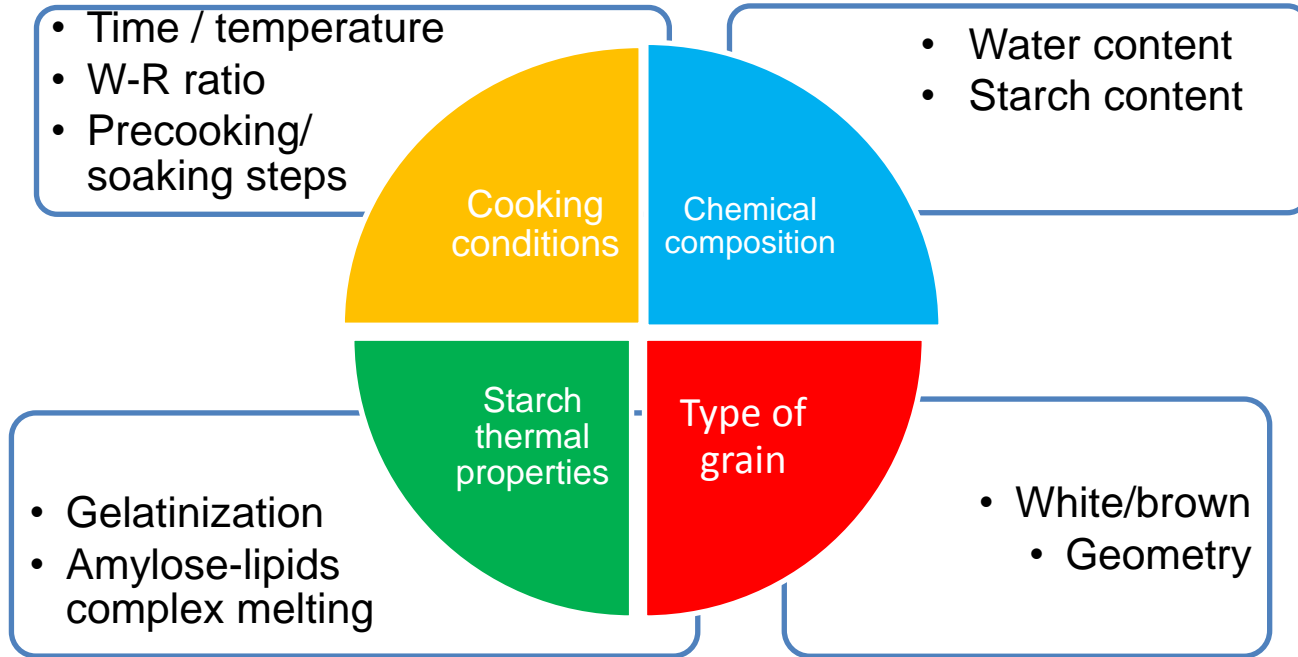 • Time / temperature
• W-R ratio
• Precooking/
soaking steps
• Water content
• Starch content
Cooking
conditions
Chemical
composition
Starch
thermal
properties
Type of
grain
• Gelatinization
• Amylose-lipids
complex melting
• White/brown
• Geometry